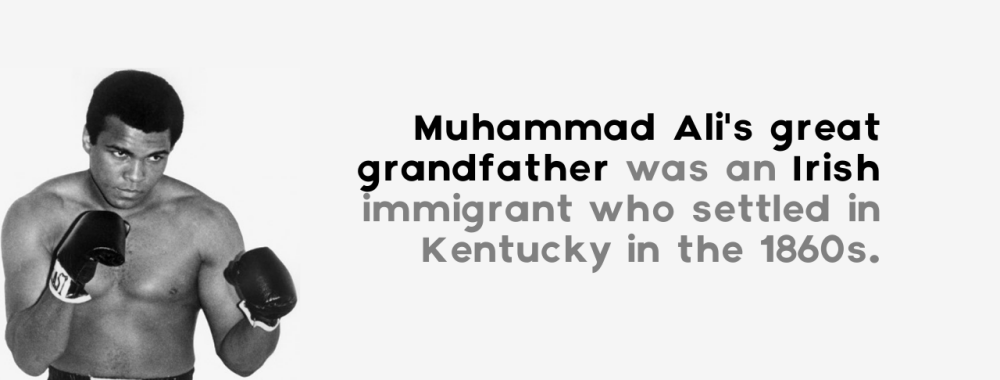 Muhammad Ali's great
grandfather was an Irish
immigrant who settled in
Kentucky in the 1860s.